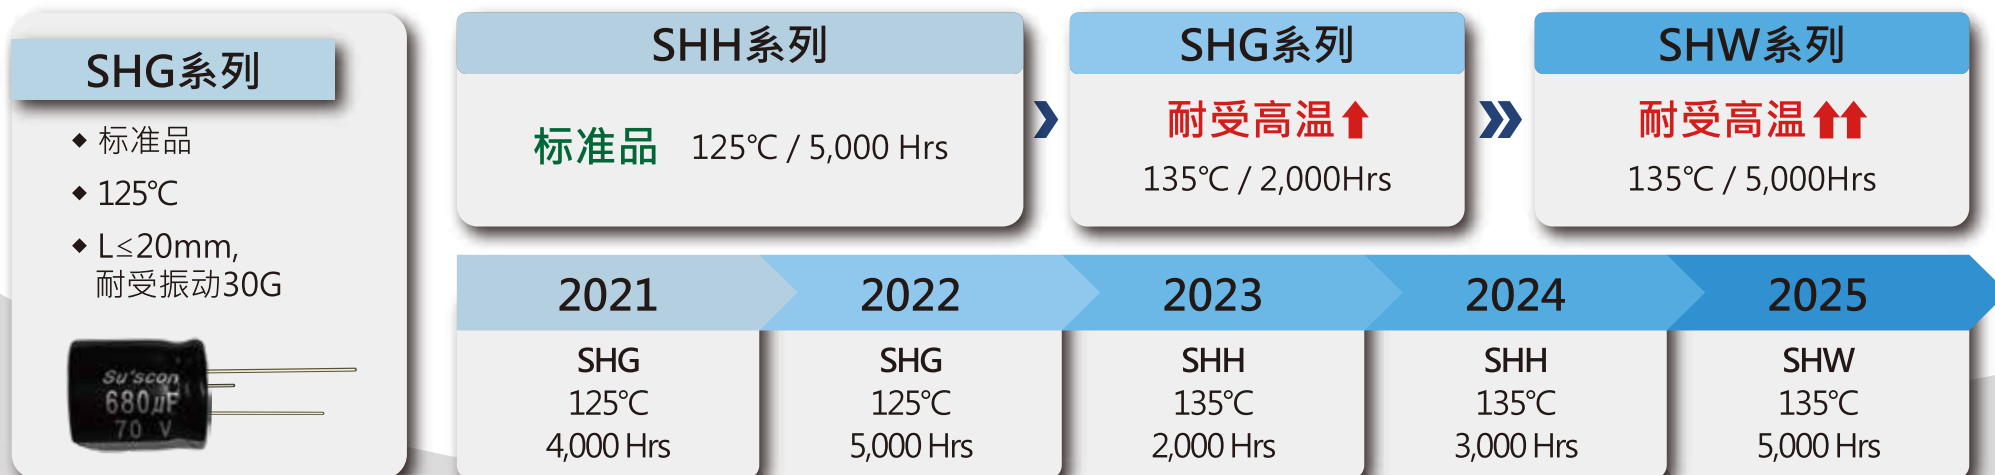 SHG系列
◆ 标准品
◆ 125℃
◆ L≤20mm,
耐受振动30G
Su'scon
680µF
70 V
SHH系列
标准品 125℃ / 5,000 Hrs
SHG系列
耐受高温
135℃ / 2,000Hrs
SHW系列
耐受高温
135℃ / 5,000Hrs
2021
SHG
125℃
4,000 Hrs
2022
SHG
125℃
5,000 Hrs
2023
SHH
135℃
2,000 Hrs
2024
SHH
135℃
3,000 Hrs
2025
SHW
135℃
5,000 Hrs